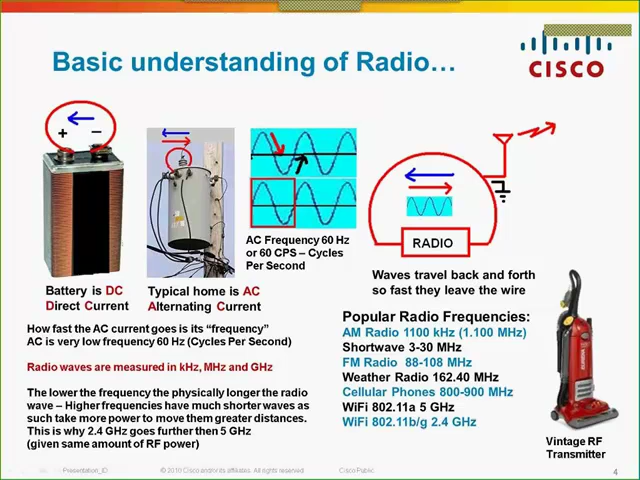 CISCO
Basic understanding of Radio…
+ –
AC Frequency 60 Hz
or 60 CPS – Cycles
Per Second
RADIO
Battery is DC
Direct Current
Typical home is AC
Alternating Current
Waves travel back and forth
so fast they leave the wire
How fast the AC current goes is its “frequency”
AC is very low frequency 60 Hz (Cycles Per Second)
Radio waves are measured in kHz, MHz and GHz
The lower the frequency the physically longer the radio
wave – Higher frequencies have much shorter waves as
such take more power to move them greater distances.
This is why 2.4 GHz goes further then 5 GHz
(given same amount of RF power)
Popular Radio Frequencies:
AM Radio 1100 kHz (1.100 MHz)
Shortwave 3-30 MHz
FM Radio 88-108 MHz
Weather Radio 162.40 MHz
Cellular Phones 800-900 MHz
WiFi 802.11a 5 GHz
WiFi 802.11b/g 2.4 GHz
Vintage RF
Transmitter
Presentation_ID © 2010 Cisco and/or its affiliates. All rights reserved. Cisco Public 4